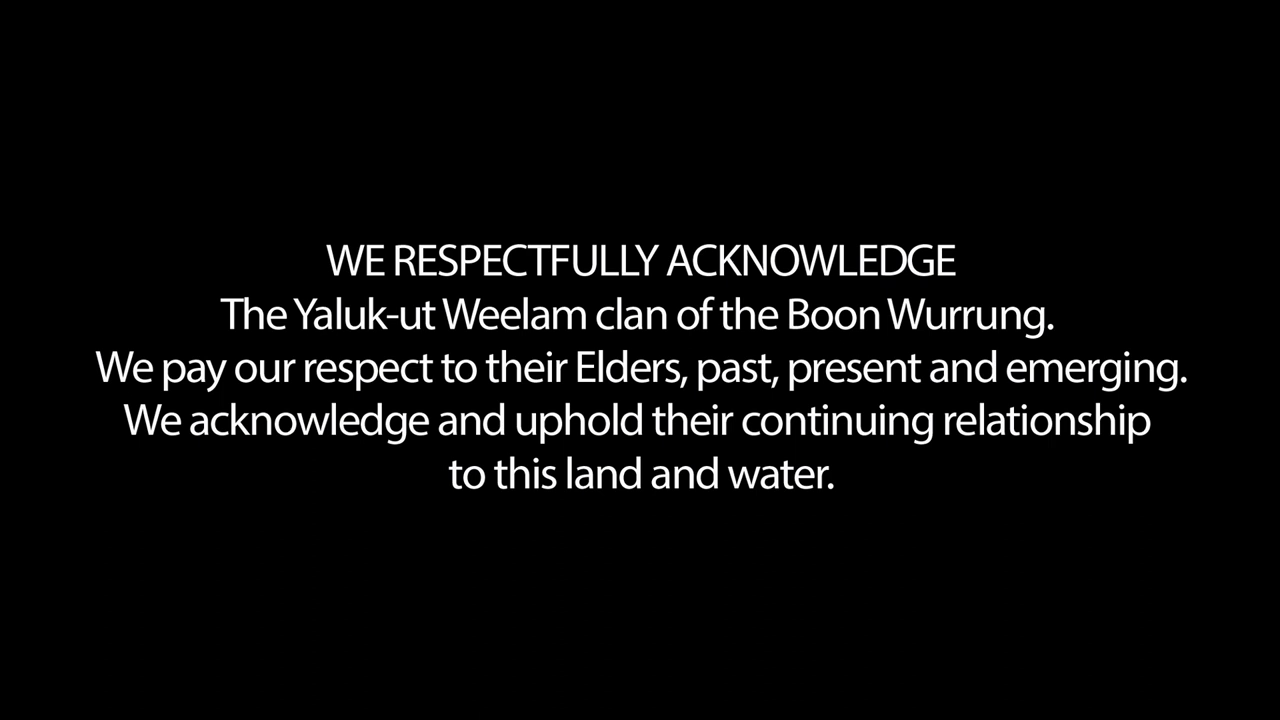 WE RESPECTFULLY ACKNOWLEDGE
The Yaluk-ut Weelam clan of the Boon Wurrung.
We pay our respect to their Elders, past, present and emerging.
We acknowledge and uphold their continuing relationship
to this land and water.